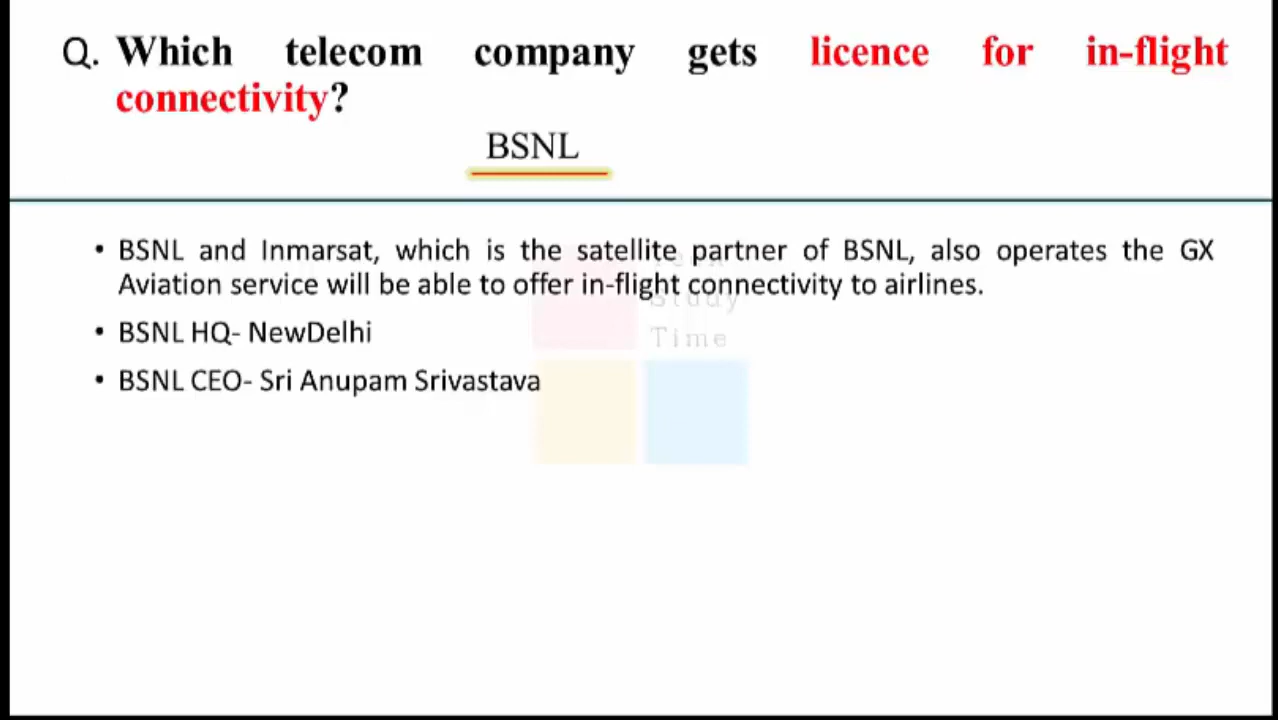 Q. Which telecom company gets licence for in-flight
connectivity?
BSNL
• BSNL and Inmarsat, which is the satellite partner of BSNL, also operates the GX
Aviation service will be able to offer in-flight connectivity to airlines.
Study
• BSNL HQ- NewDelhi
Time
• BSNL CEO- Sri Anupam Srivastava